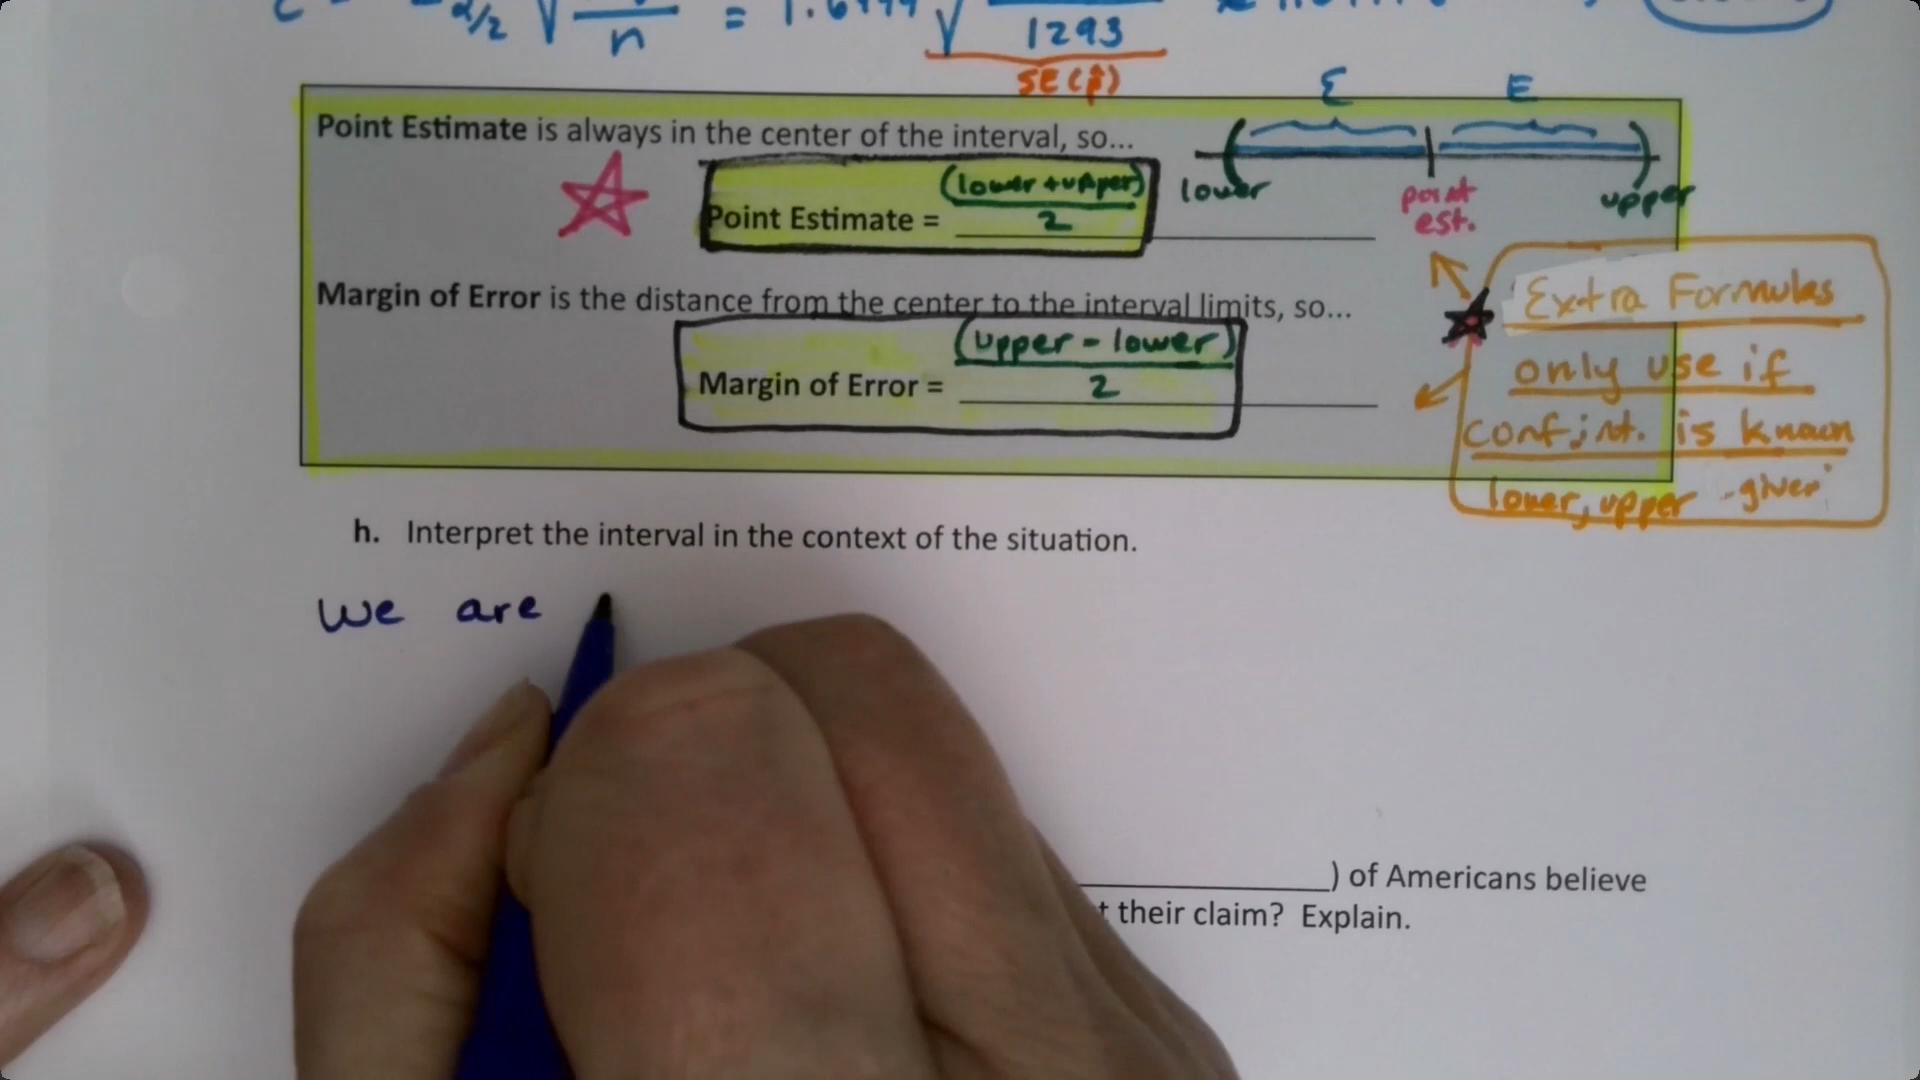 α/2 √ n = 1. √ 1293
SE(p̂)
E E
Point Estimate is always in the center of the interval, so...
(lower + upper)
Point Estimate = 2
lower point est. upper
Margin of Error is the distance from the center to the interval limits, so...
(upper - lower)
Margin of Error = 2
Extra Formulas
only use if
conf. int. is known
lower, upper - given
h. Interpret the interval in the context of the situation.
We are
) of Americans believe
their claim? Explain.